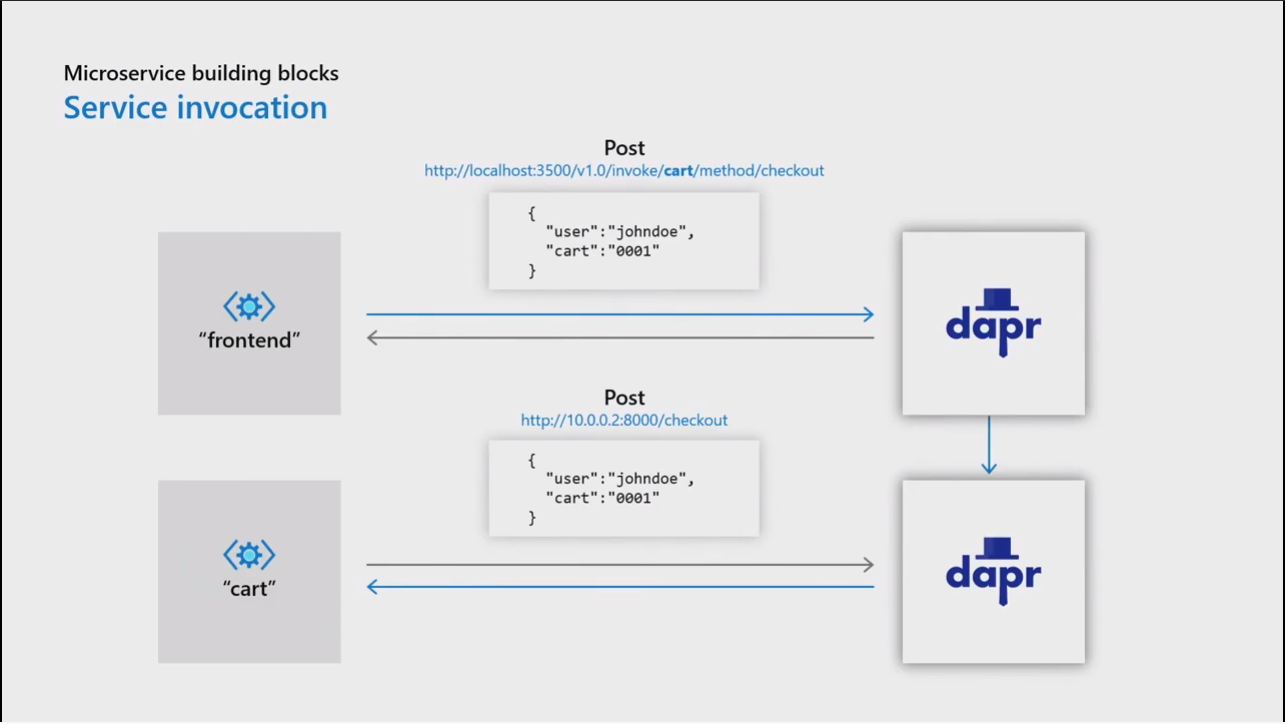 Microservice building blocks
Service invocation
Post
http://localhost:3500/v1.0/invoke/cart/method/checkout
{
"user":"johndoe",
"cart":"0001"
}
“frontend”
dapr
Post
http://10.0.0.2:8000/checkout
{
"user":"johndoe",
"cart":"0001"
}
“cart”
dapr